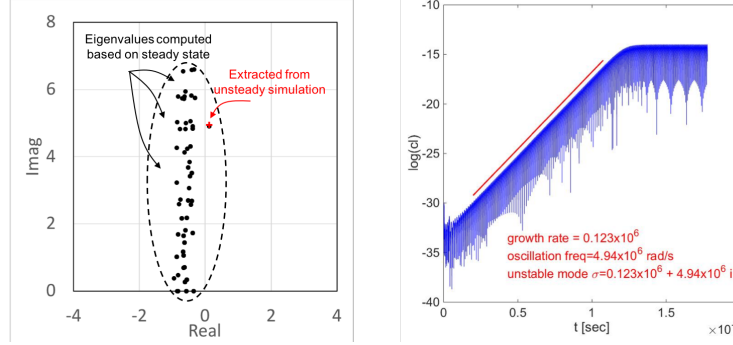 8
6
4
2
0
-4
-2
0
2
4
Imag
Real
Eigenvalues computed
based on steady state
Extracted from
unsteady simulation
-10
-15
-20
-25
-30
-35
-40
0
0.5
1
1.5
log(cl)
t [sec]
growth rate = 0.123x10⁶
oscillation freq=4.94x10⁶ rad/s
unstable mode σ=0.123x10⁶ + 4.94x10⁶ i